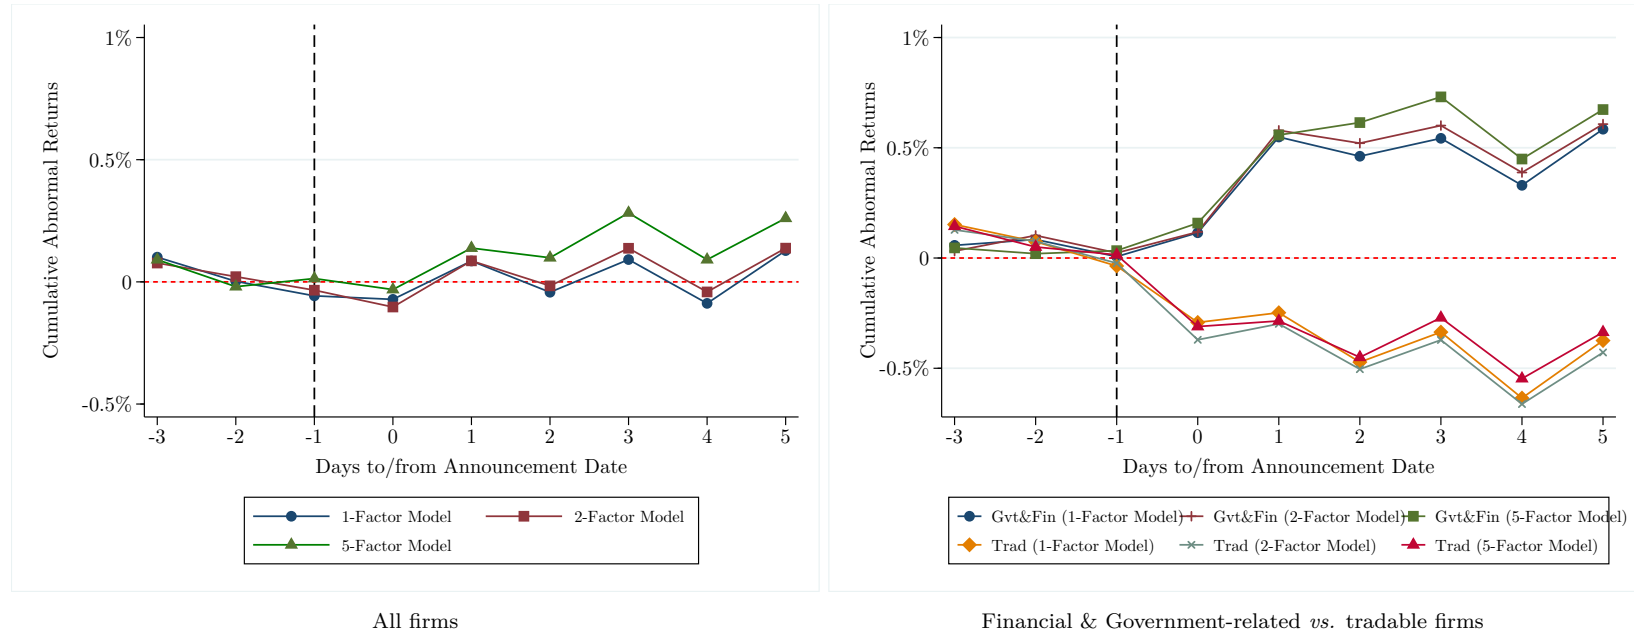 Cumulative Abnormal Returns
1%
0.5%
0
-0.5%
-3 -2 -1 0 1 2 3 4 5
Days to/from Announcement Date
1-Factor Model 2-Factor Model
5-Factor Model
All firms
Cumulative Abnormal Returns
1%
0.5%
0
-0.5%
-3 -2 -1 0 1 2 3 4 5
Days to/from Announcement Date
Gvt&Fin (1-Factor Model) Gvt&Fin (2-Factor Model) Gvt&Fin (5-Factor Model)
Trad (1-Factor Model) Trad (2-Factor Model) Trad (5-Factor Model)
Financial & Government-related vs. tradable firms